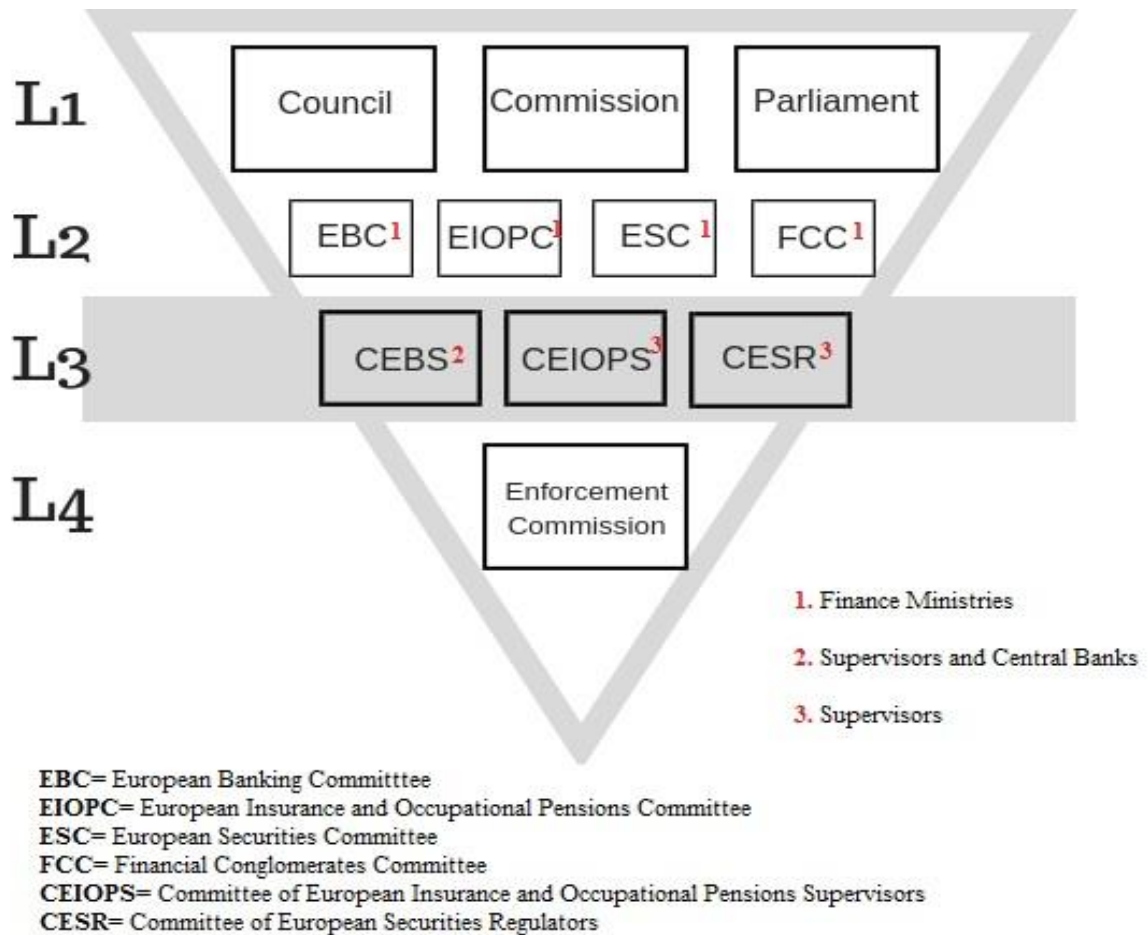 L1
Council
Commission
Parliament
L2
EBC1
EIOPC1
ESC 1
FCC1
L3
CEBS2
CEIOPS3
CESR3
L4
Enforcement
Commission
1. Finance Ministries
2. Supervisors and Central Banks
3. Supervisors
EBC= European Banking Committtee
EIOPC= European Insurance and Occupational Pensions Committee
ESC= European Securities Committee
FCC= Financial Conglomerates Committee
CEIOPS= Committee of European Insurance and Occupational Pensions Supervisors
CESR= Committee of European Securities Regulators